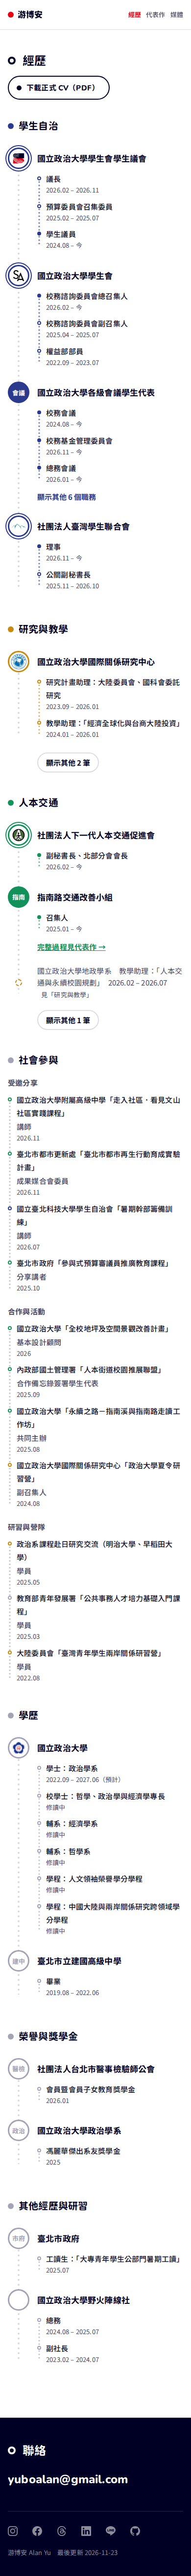 游博安
經歷 代表作 媒體
經歷
下載正式 CV（PDF）
學生自治
國立政治大學學生會學生議會
議長
2026.02 – 2026.11
預算委員會召集委員
2025.02 – 2025.07
學生議員
2024.08 – 今
國立政治大學學生會
校務諮詢委員會總召集人
2026.02 – 今
校務諮詢委員會副召集人
2025.04 – 2025.07
權益部部員
2022.09 – 2023.07
會議
國立政治大學各級會議學生代表
校務會議
2024.08 – 今
校務基金管理委員會
2026.11 – 今
總務會議
2026.01 – 今
顯示其他 6 個職務
社團法人臺灣學生聯合會
理事
2026.11 – 今
公關副秘書長
2025.11 – 2026.10
研究與教學
國立政治大學國際關係研究中心
研究計畫助理：大陸委員會、國科會委託
研究
2023.09 – 2026.01
教學助理：「經濟全球化與台商大陸投資」
2024.01 – 2026.01
顯示其他 2 筆
人本交通
社團法人下一代人本交通促進會
副秘書長、北部分會會長
2026.02 – 今
指南
指南路交通改善小組
召集人
2025.01 – 今
完整過程見代表作 →
國立政治大學地政學系 教學助理：「人本交
通與永續校園規劃」 2026.02 – 2026.07
見「研究與教學」
顯示其他 1 筆
社會參與
受邀分享
國立政治大學附屬高級中學「走入社區．看見文山
社區實踐課程」
講師
2026.11
臺北市都市更新處「臺北市都市再生行動育成實驗
計畫」
成果媒合會委員
2026.11
國立臺北科技大學學生自治會「暑期幹部籌備訓
練」
講師
2026.07
臺北市政府「參與式預算審議員推廣教育課程」
分享講者
2025.10
合作與活動
國立政治大學「全校地坪及空間景觀改善計畫」
基本設計顧問
2026
內政部國土管理署「人本街道校園推展聯盟」
合作備忘錄簽署學生代表
2025.09
國立政治大學「永續之路－指南溪與指南路走讀工
作坊」
共同主辦
2025.08
國立政治大學國際關係研究中心「政治大學夏令研
習營」
副召集人
2024.08
研習與營隊
政治系課程赴日研究交流（明治大學、早稻田大
學）
學員
2025.05
教育部青年發展署「公共事務人才培力基礎入門課
程」
學員
2025.03
大陸委員會「臺灣青年學生兩岸關係研習營」
學員
2022.08
學歷
國立政治大學
學士：政治學系
2022.09 – 2027.06（預計）
校學士：哲學、政治學與經濟學專長
修讀中
輔系：經濟學系
修讀中
輔系：哲學系
修讀中
學程：人文領袖榮譽學分學程
修讀中
學程：中國大陸與兩岸關係研究跨領域學
分學程
修讀中
建中
臺北市立建國高級中學
畢業
2019.08 – 2022.06
榮譽與獎學金
醫檢
社團法人台北市醫事檢驗師公會
會員暨會員子女教育獎學金
2026.01
政治
國立政治大學政治學系
馮麗華傑出系友獎學金
2025
其他經歷與研習
市府
臺北市政府
工讀生：「大專青年學生公部門暑期工讀」
2025.07
國立政治大學野火陣線社
總務
2024.08 – 2025.07
副社長
2023.02 – 2024.07
聯絡
yuboalan@gmail.com
游博安 Alan Yu 最後更新 2026-11-23